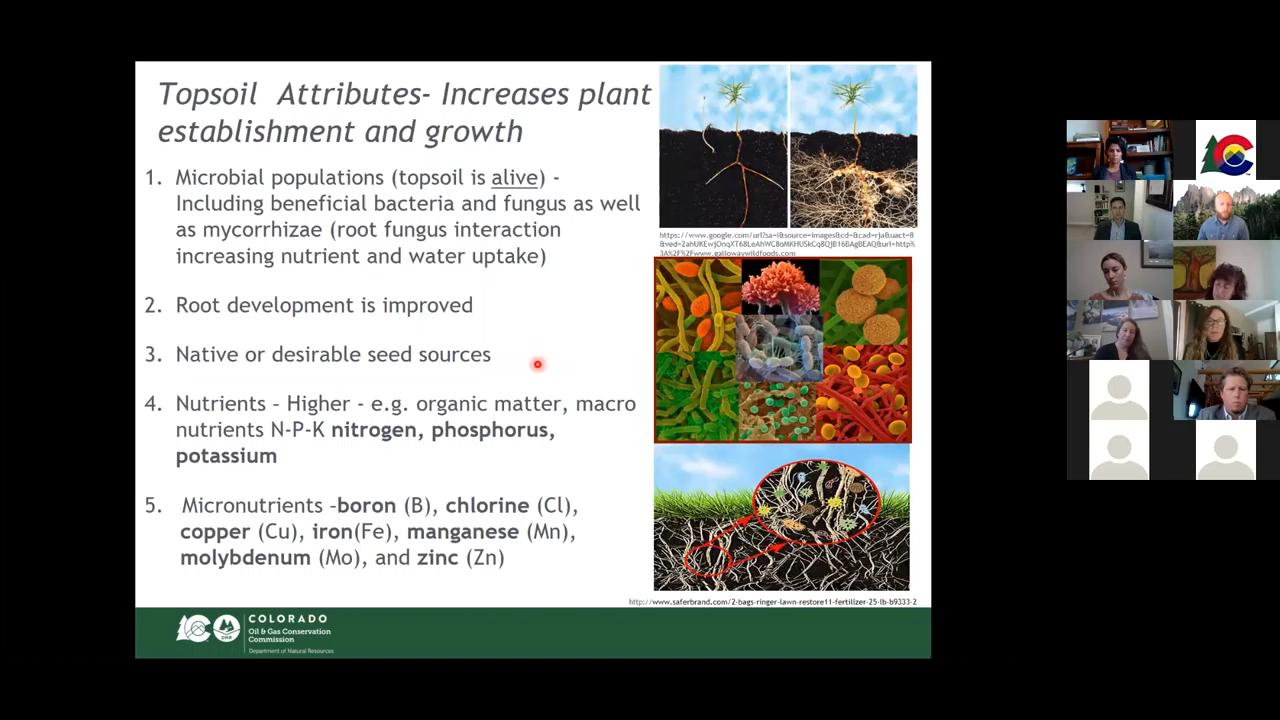 Topsoil Attributes- Increases plant
establishment and growth
1. Microbial populations (topsoil is alive) -
Including beneficial bacteria and fungus as well
as mycorrhizae (root fungus interaction
increasing nutrient and water uptake)
2. Root development is improved
3. Native or desirable seed sources
4. Nutrients – Higher - e.g. organic matter, macro
nutrients N-P-K nitrogen, phosphorus,
potassium
5. Micronutrients –boron (B), chlorine (Cl),
copper (Cu), iron(Fe), manganese (Mn),
molybdenum (Mo), and zinc (Zn)
https://www.google.com/url?sa=i&source=images&cd=&cad=rja&uact=8
3A%2F%2Fwww.gallowaywildfoods.com
http://www.saferbrand.com/2-bags-ringer-lawn-restore11-fertilizer-25-lb-b9333-2
COLORADO
Oil & Gas Conservation
Commission
Department of Natural Resources
DNR